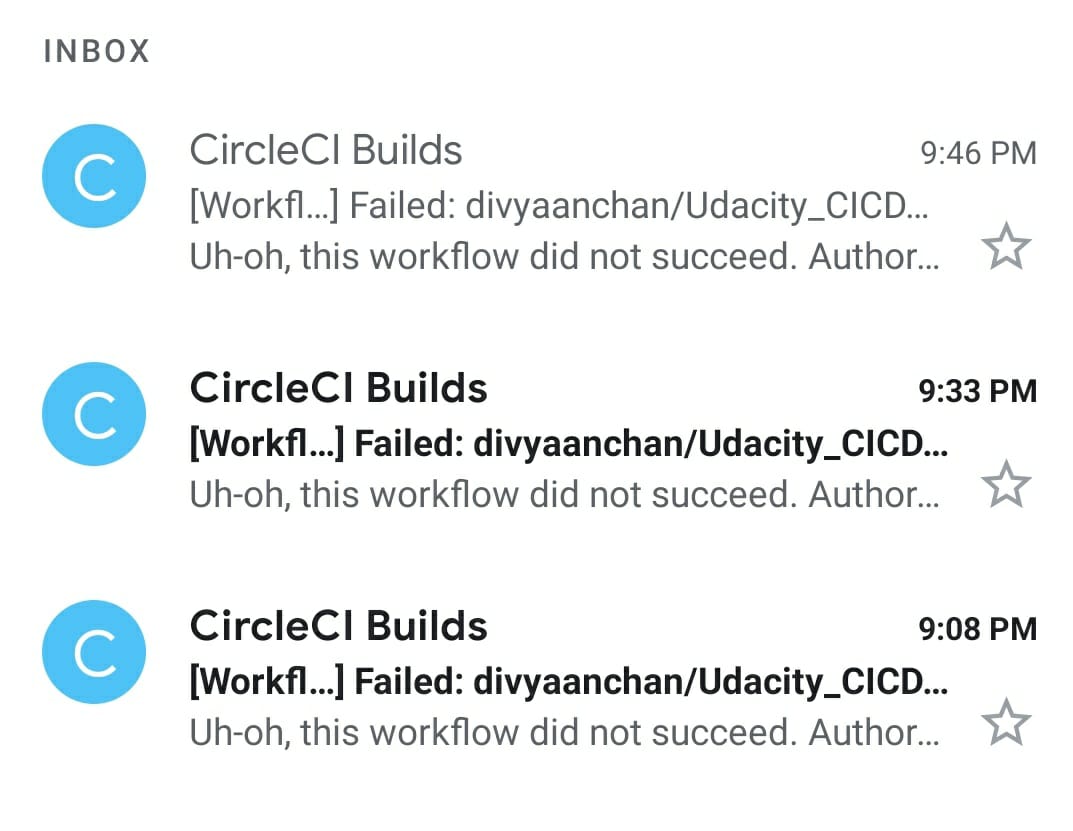 INBOX
C
CircleCI Builds
9:46 PM
[Workfl...] Failed: divyaanchan/Udacity_CICD...
Uh-oh, this workflow did not succeed. Author...
C
CircleCI Builds
9:33 PM
[Workfl...] Failed: divyaanchan/Udacity_CICD...
Uh-oh, this workflow did not succeed. Author...
C
CircleCI Builds
9:08 PM
[Workfl...] Failed: divyaanchan/Udacity_CICD...
Uh-oh, this workflow did not succeed. Author...